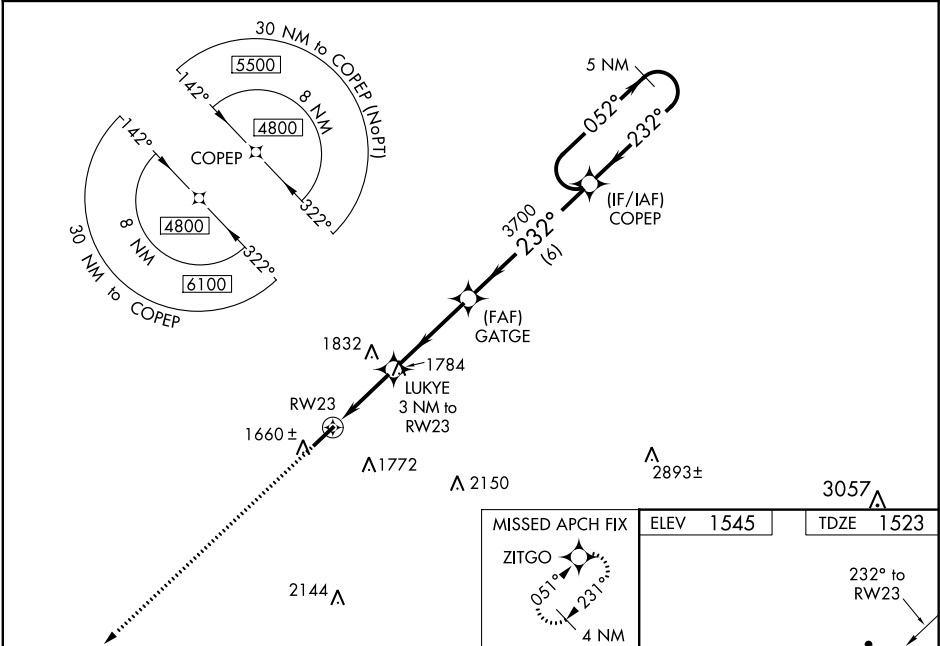 30 NM to COPEP (NoPT)
5500
142°
8 NM
4800
COPEP
322°
142°
4800
8 NM
322°
6100
30 NM to COPEP
5 NM
052°
232°
(IF/IAF)
COPEP
3700
232°
(6)
(FAF)
GATGE
1832
1784
LUKYE
3 NM to
RW23
RW23
1660 ±
1772
2150
2893±
3057
2144
MISSED APCH FIX
ZITGO
051°
231°
4 NM
ELEV 1545
TDZE 1523
232° to
RW23